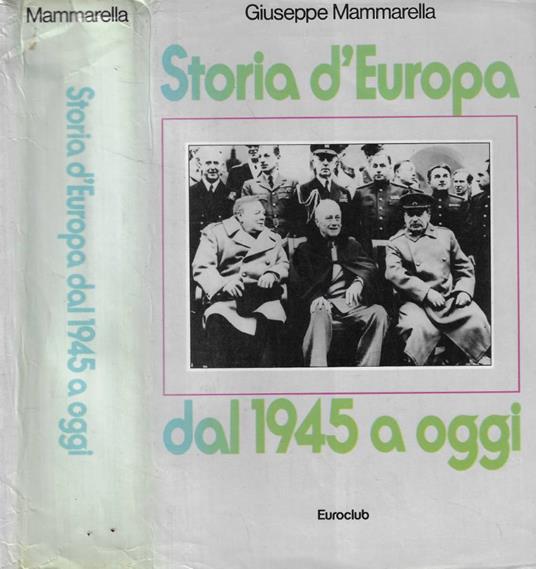 Mammarella
Storia d'Europa dal 1945 a oggi
Giuseppe Mammarella
Storia d'Europa
dal 1945 a oggi
Euroclub